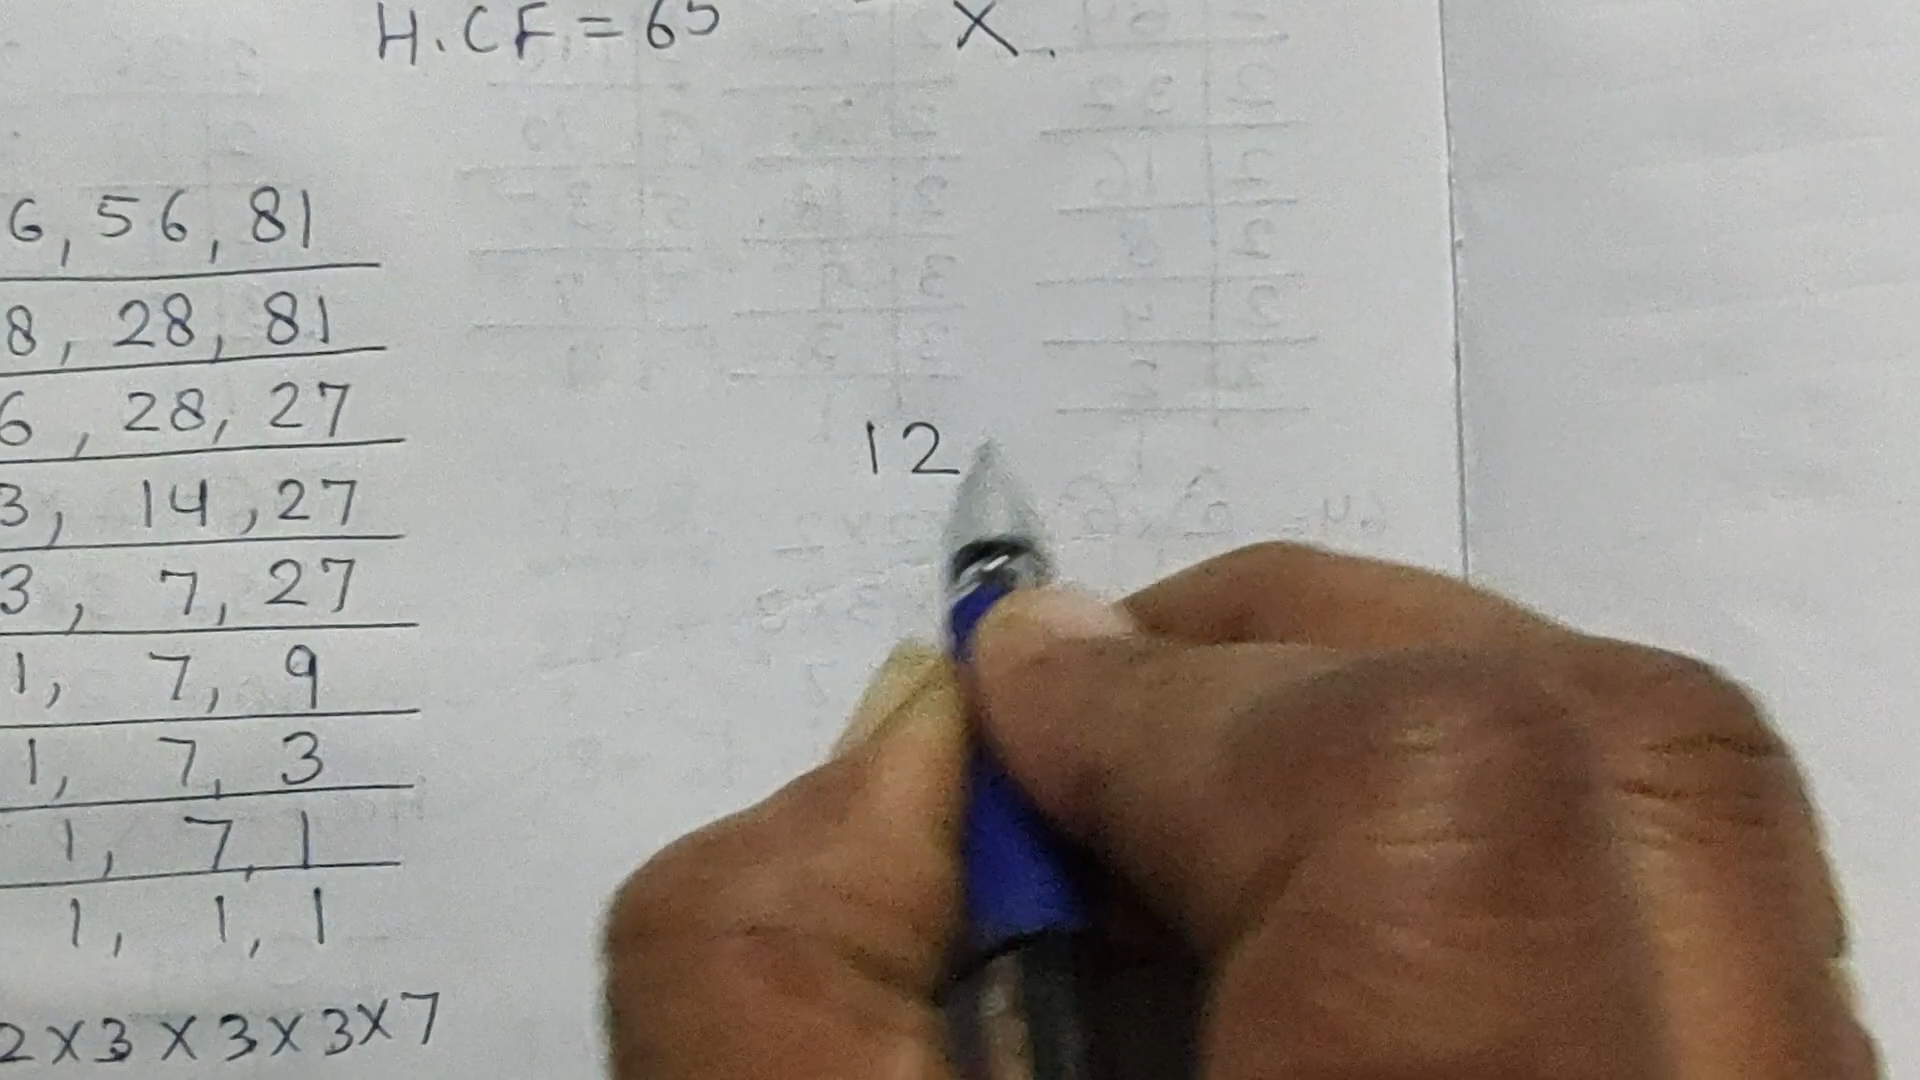 H.C.F = 65
X.
6, 56, 81
8, 28, 81
6, 28, 27
3, 14, 27
3, 7, 27
1, 7, 9
1, 7, 3
1, 7, 1
1, 1, 1
2 x 3 x 3 x 3 x 7
12